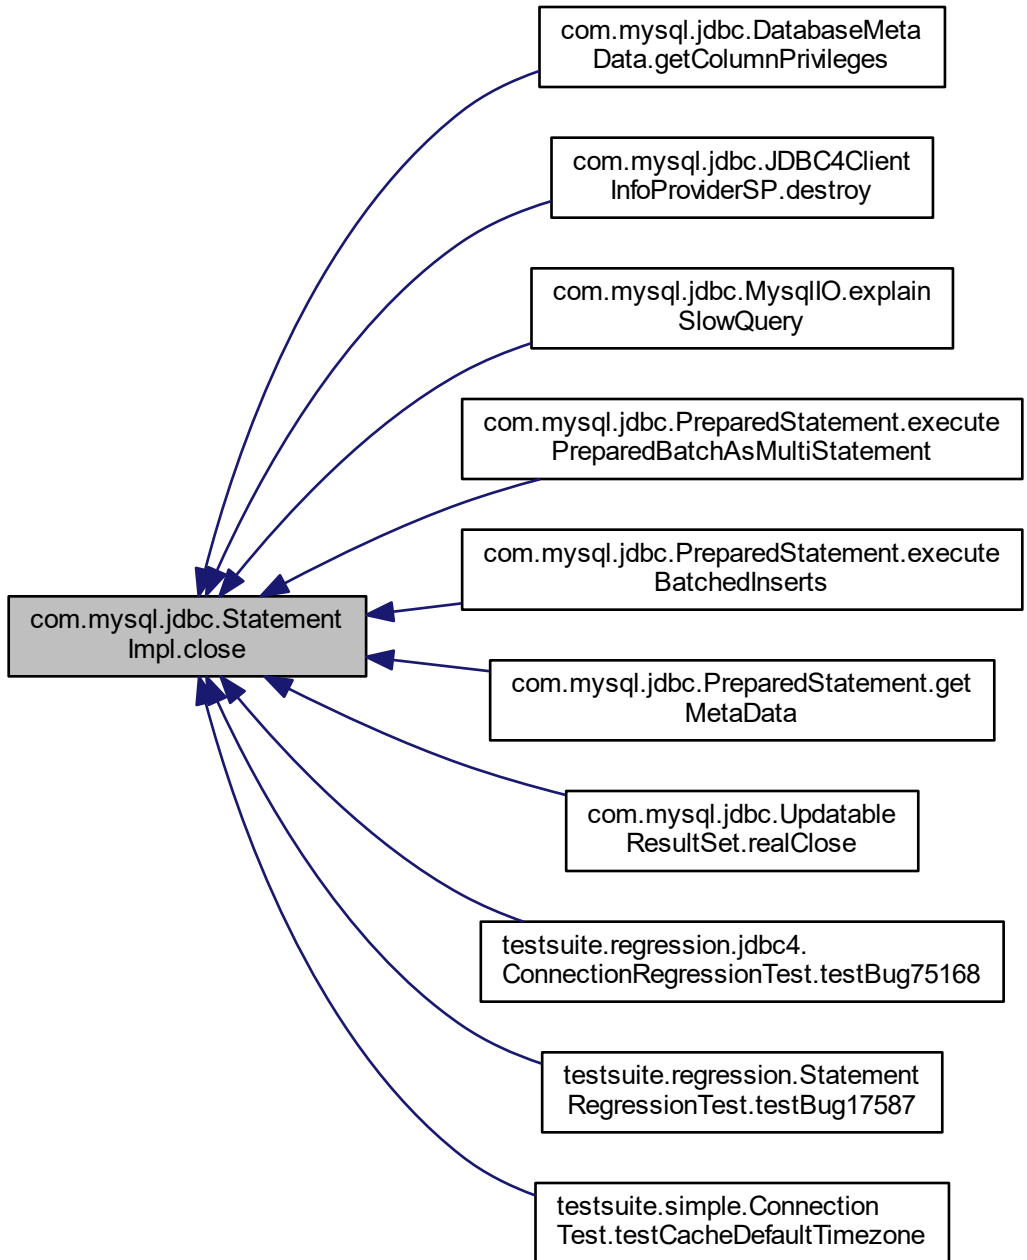 com.mysql.jdbc.DatabaseMeta
Data.getColumnPrivileges
com.mysql.jdbc.JDBC4Client
InfoProviderSP.destroy
com.mysql.jdbc.MysqlIO.explain
SlowQuery
com.mysql.jdbc.PreparedStatement.execute
PreparedBatchAsMultiStatement
com.mysql.jdbc.PreparedStatement.execute
BatchedInserts
com.mysql.jdbc.Statement
Impl.close
com.mysql.jdbc.PreparedStatement.get
MetaData
com.mysql.jdbc.Updatable
ResultSet.realClose
testsuite.regression.jdbc4.
ConnectionRegressionTest.testBug75168
testsuite.regression.Statement
RegressionTest.testBug17587
testsuite.simple.Connection
Test.testCacheDefaultTimezone